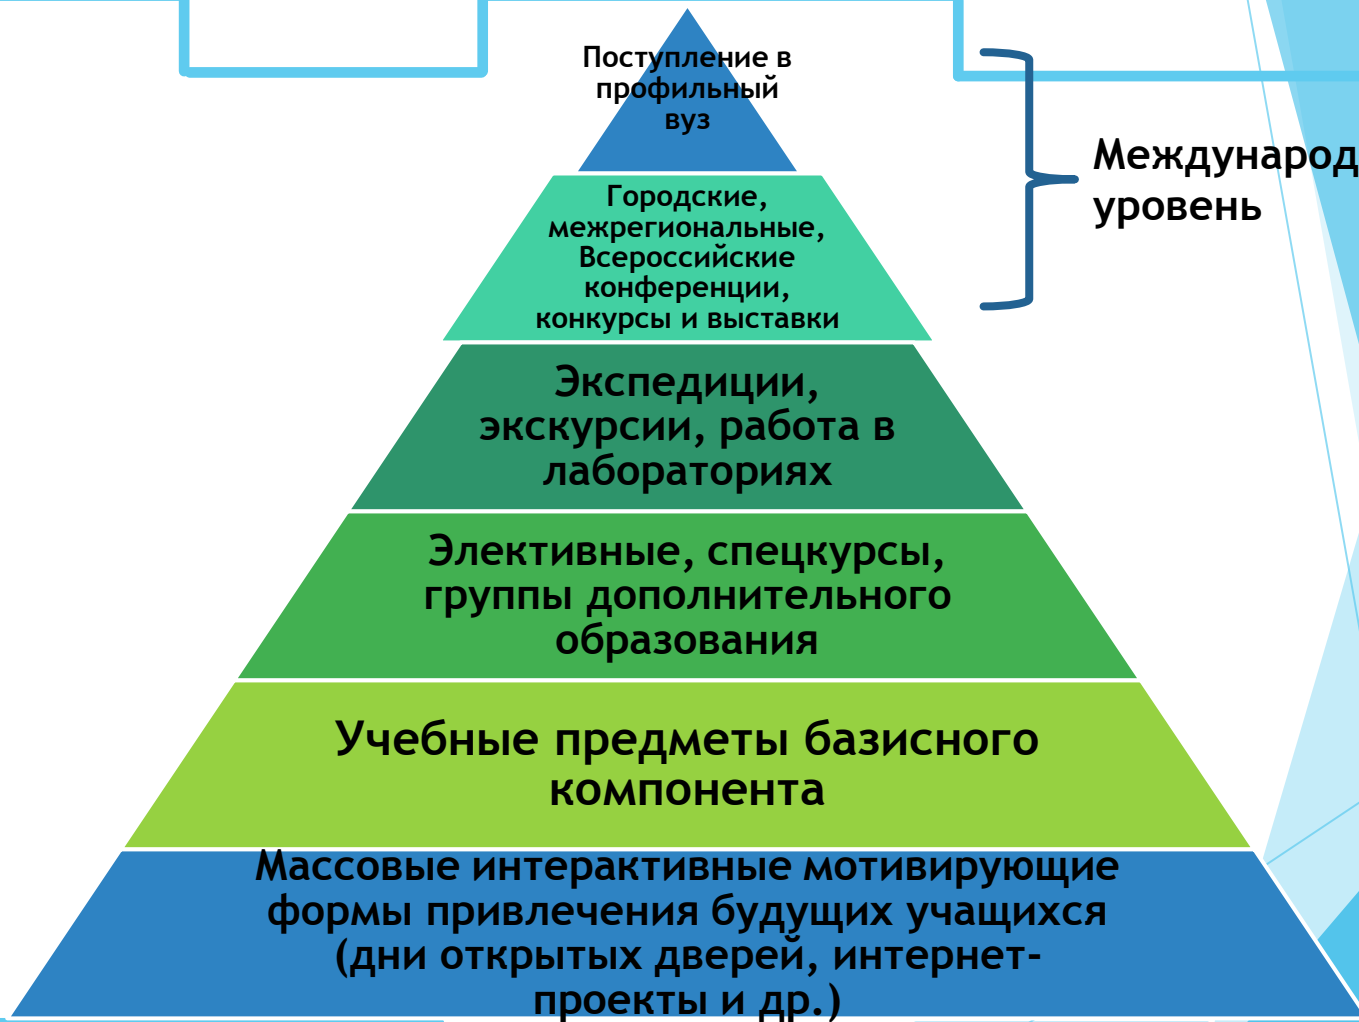 Поступление в
профильный
вуз
Городские,
межрегиональные,
Всероссийские
конференции,
конкурсы и выставки
Международ
уровень
Экспедиции,
экскурсии, работа в
лабораториях
Элективные, спецкурсы,
группы дополнительного
образования
Учебные предметы базисного
компонента
Массовые интерактивные мотивирующие
формы привлечения будущих учащихся
(дни открытых дверей, интернет-
проекты и др.)